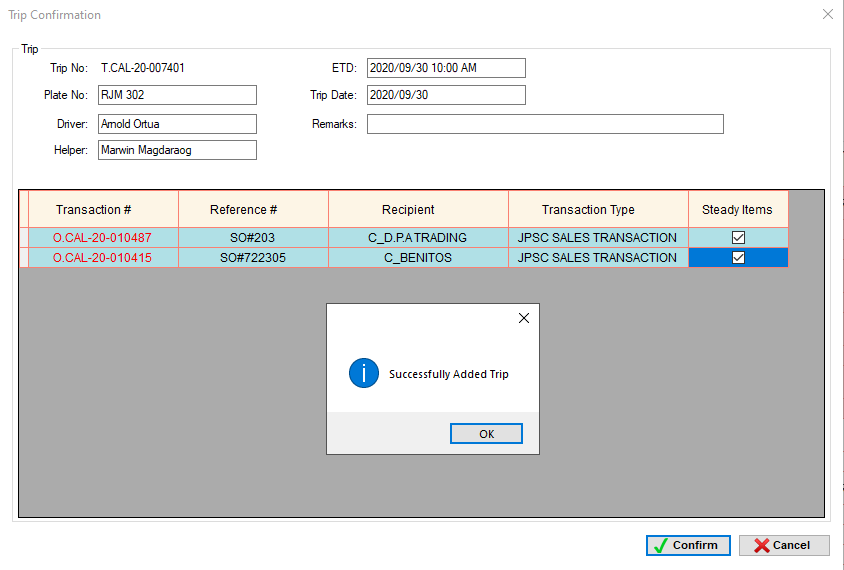 Trip Confirmation
Trip
Trip No: T.CAL-20-007401 ETD: 2020/09/30 10:00 AM
Plate No: RJM 302 Trip Date: 2020/09/30
Driver: Arnold Ortua Remarks:
Helper: Marwin Magdaraog
Transaction # Reference # Recipient Transaction Type Steady Items
O.CAL-20-010487 SO#203 C_D.P.A TRADING JPSC SALES TRANSACTION
O.CAL-20-010415 SO#722305 C_BENITOS JPSC SALES TRANSACTION
Successfully Added Trip
OK
Confirm Cancel